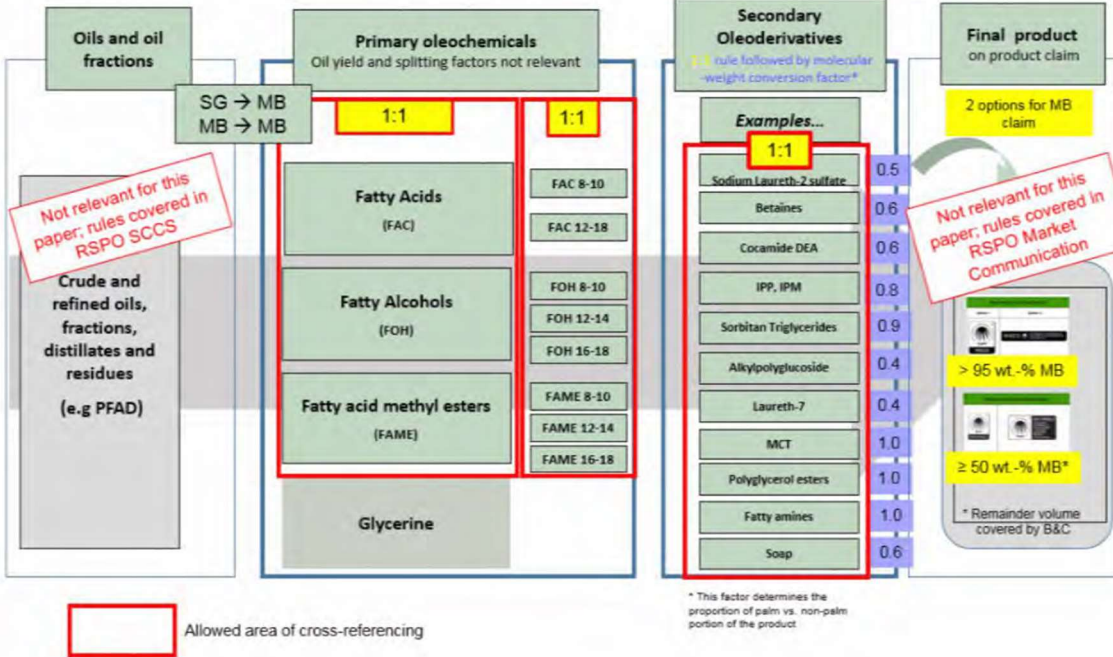 Oils and oil
fractions
Primary oleochemicals
Oil yield and splitting factors not relevant
Secondary
Oleoderivatives
1:1 rule followed by molecular
-weight conversion factor*
Final product
on product claim
SG → MB
MB → MB
1:1
1:1
Examples...
1:1
2 options for MB
claim
Not relevant for this
paper; rules covered in
RSPO SCCS
Crude and
refined oils,
fractions,
distillates and
residues
(e.g PFAD)
Fatty Acids
(FAC)
Fatty Alcohols
(FOH)
Fatty acid methyl esters
(FAME)
Glycerine
FAC 8-10
FAC 12-18
FOH 8-10
FOH 12-14
FOH 16-18
FAME 8-10
FAME 12-14
FAME 16-18
Sodium Laureth-2 sulfate 0.5
Betaines 0.6
Cocamide DEA 0.6
IPP, IPM 0.8
Sorbitan Triglycerides 0.9
Alkylpolyglucoside 0.4
Laureth-7 0.4
MCT 1.0
Polyglycerol esters 1.0
Fatty amines 1.0
Soap 0.6
Not relevant for this
paper; rules covered in
RSPO Market
Communication
> 95 wt.-% MB
≥ 50 wt.-% MB*
* Remainder volume
covered by B&C
* This factor determines the
proportion of palm vs. non-palm
portion of the product
Allowed area of cross-referencing